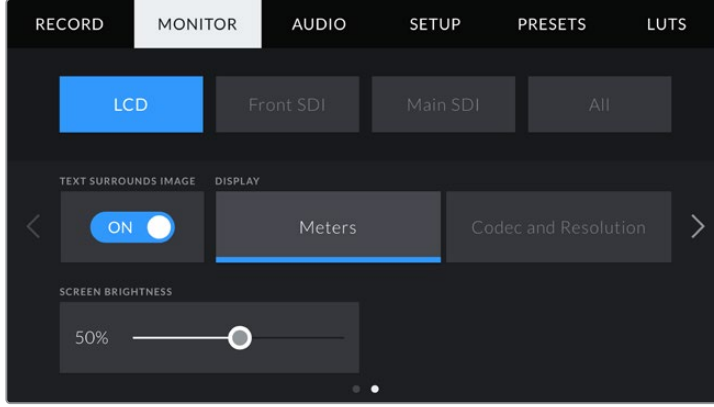 RECORD MONITOR AUDIO SETUP PRESETS LUTS
LCD Front SDI Main SDI All
TEXT SURROUNDS IMAGE DISPLAY
ON Meters Codec and Resolution
SCREEN BRIGHTNESS
50%